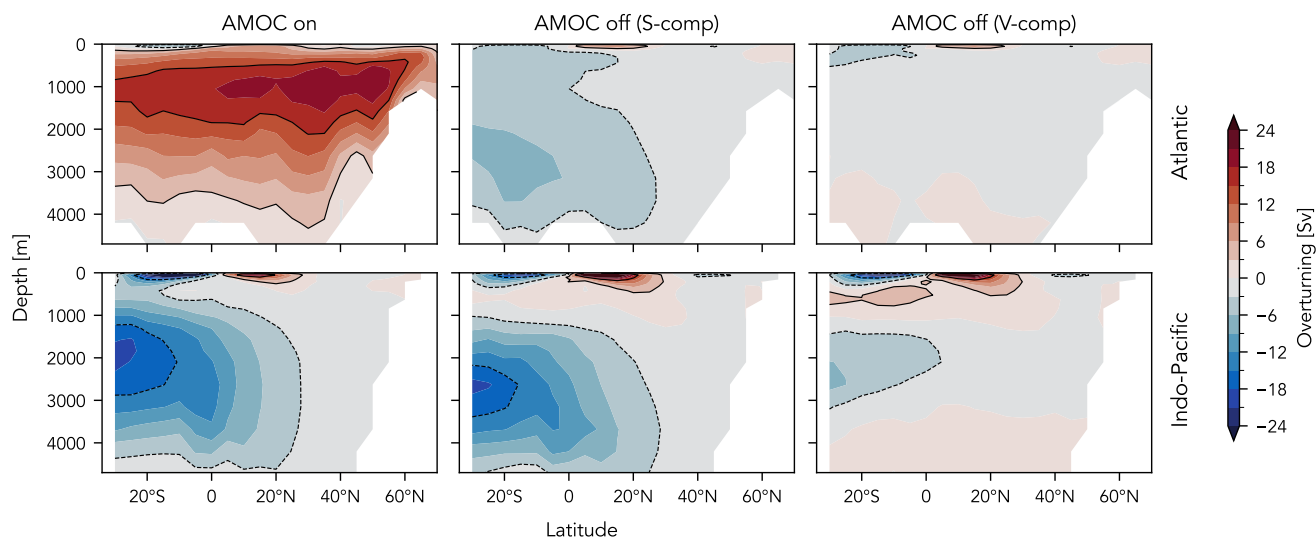 AMOC on
AMOC off (S-comp)
AMOC off (V-comp)
0
1000
2000
3000
4000
Atlantic
0
1000
2000
3000
4000
Indo-Pacific
Depth [m]
20°S 0 20°N 40°N 60°N
20°S 0 20°N 40°N 60°N
20°S 0 20°N 40°N 60°N
Latitude
24
18
12
6
0
−6
−12
−18
−24
Overturning [Sv]